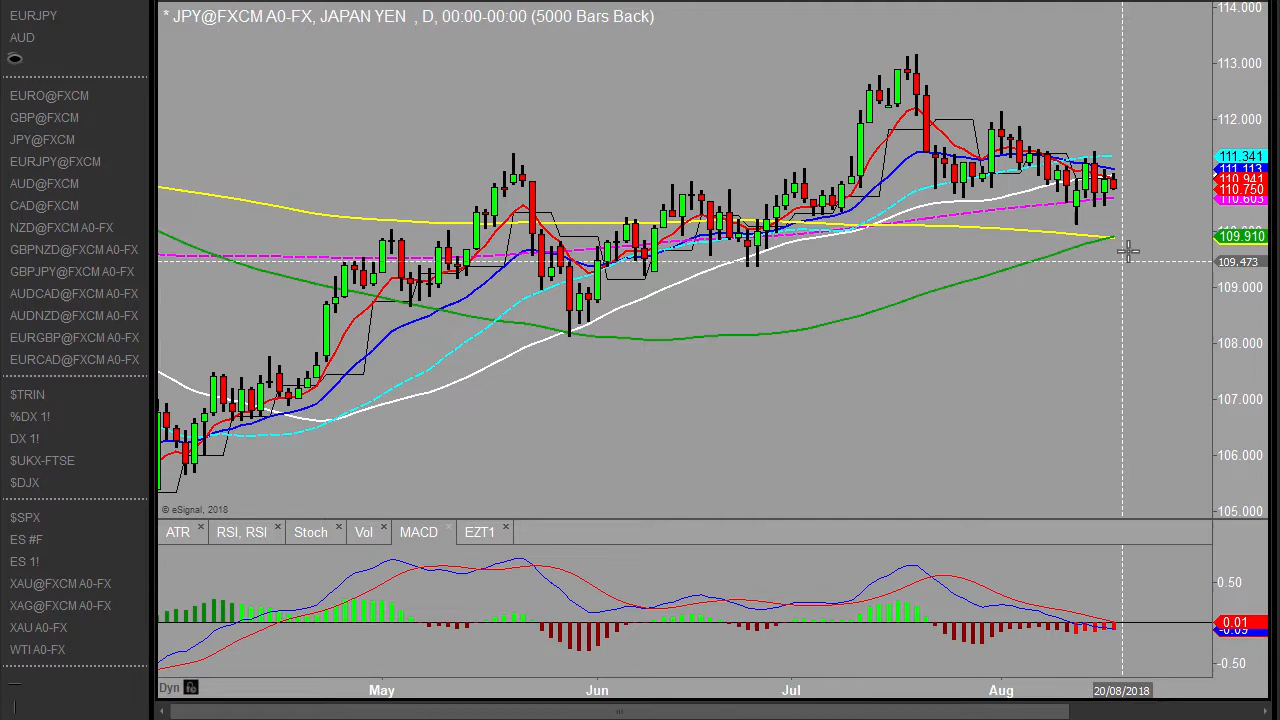 EURJPY
AUD
EURO@FXCM
GBP@FXCM
JPY@FXCM
EURJPY@FXCM
AUD@FXCM
CAD@FXCM
NZD@FXCM A0-FX
GBPNZD@FXCM A0-FX
GBPJPY@FXCM A0-FX
AUDCAD@FXCM A0-FX
AUDNZD@FXCM A0-FX
EURGBP@FXCM A0-FX
EURCAD@FXCM A0-FX
$TRIN
%DX 1!
DX 1!
$UKX-FTSE
$DJX
$SPX
ES #F
ES 1!
XAU@FXCM A0-FX
XAG@FXCM A0-FX
XAU A0-FX
WTI A0-FX
* JPY@FXCM A0-FX, JAPAN YEN , D, 00:00-00:00 (5000 Bars Back)
114.000
113.000
112.000
111.341
111.113
110.941
110.750
110.603
109.910
109.473
109.000
108.000
107.000
106.000
105.000
© eSignal, 2018
ATR RSI, RSI Stoch Vol MACD EZT1
0.50
0.01
-0.09
-0.50
Dyn May Jun Jul Aug 20/08/2018